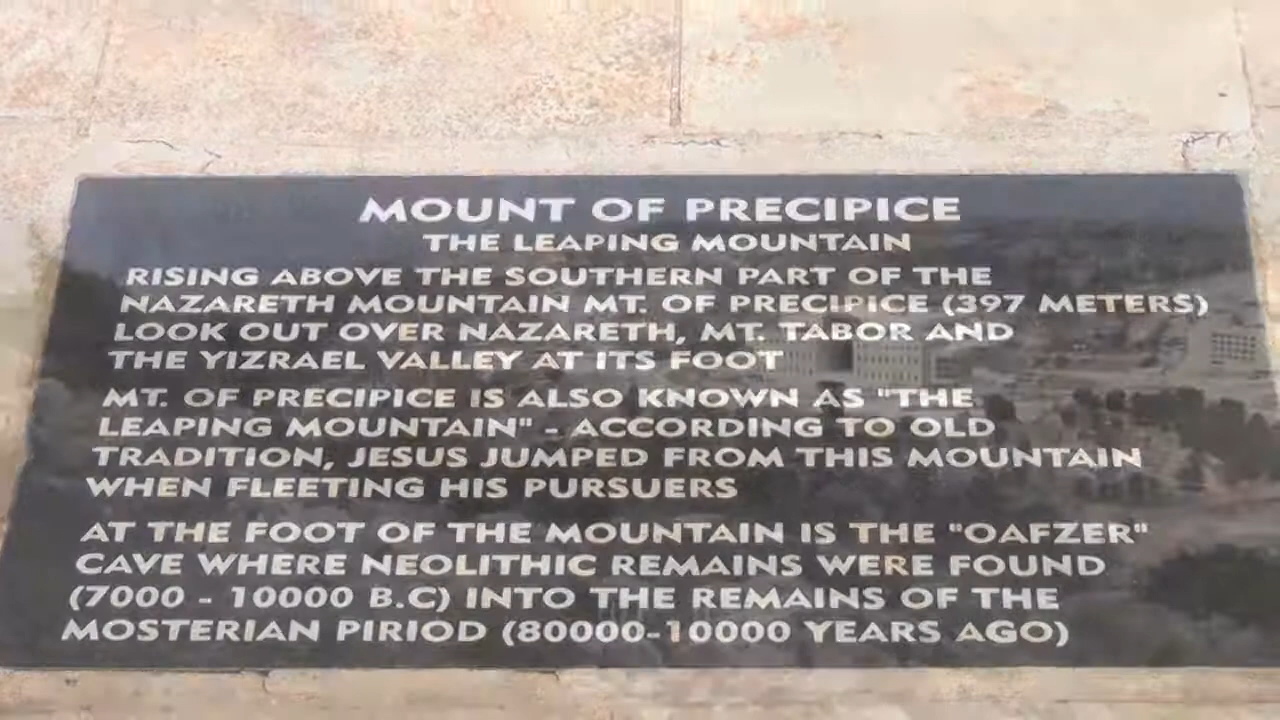 MOUNT OF PRECIPICE
THE LEAPING MOUNTAIN
RISING ABOVE THE SOUTHERN PART OF THE
NAZARETH MOUNTAIN MT. OF PRECIPICE (397 METERS)
LOOK OUT OVER NAZARETH, MT. TABOR AND
THE YIZRAEL VALLEY AT ITS FOOT
MT. OF PRECIPICE IS ALSO KNOWN AS "THE
LEAPING MOUNTAIN" - ACCORDING TO OLD
TRADITION, JESUS JUMPED FROM THIS MOUNTAIN
WHEN FLEETING HIS PURSUERS
AT THE FOOT OF THE MOUNTAIN IS THE "OAFZER"
CAVE WHERE NEOLITHIC REMAINS WERE FOUND
(7000 - 10000 B.C) INTO THE REMAINS OF THE
MOSTERIAN PIRIOD (80000-10000 YEARS AGO)